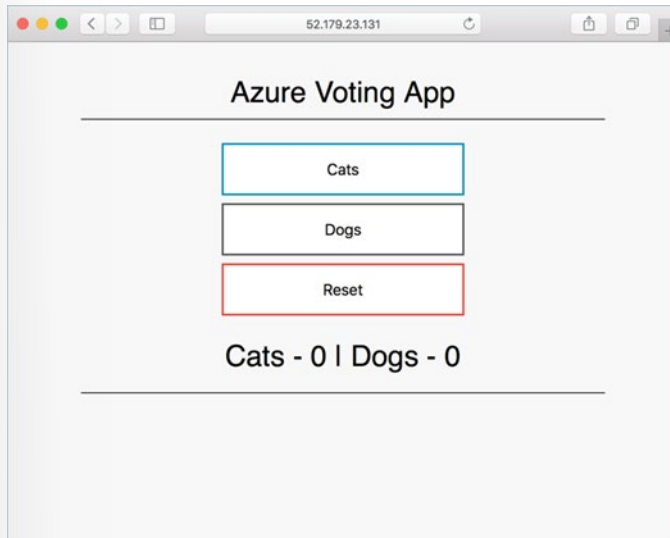 52.179.23.131
Azure Voting App
Cats
Dogs
Reset
Cats - 0 | Dogs - 0